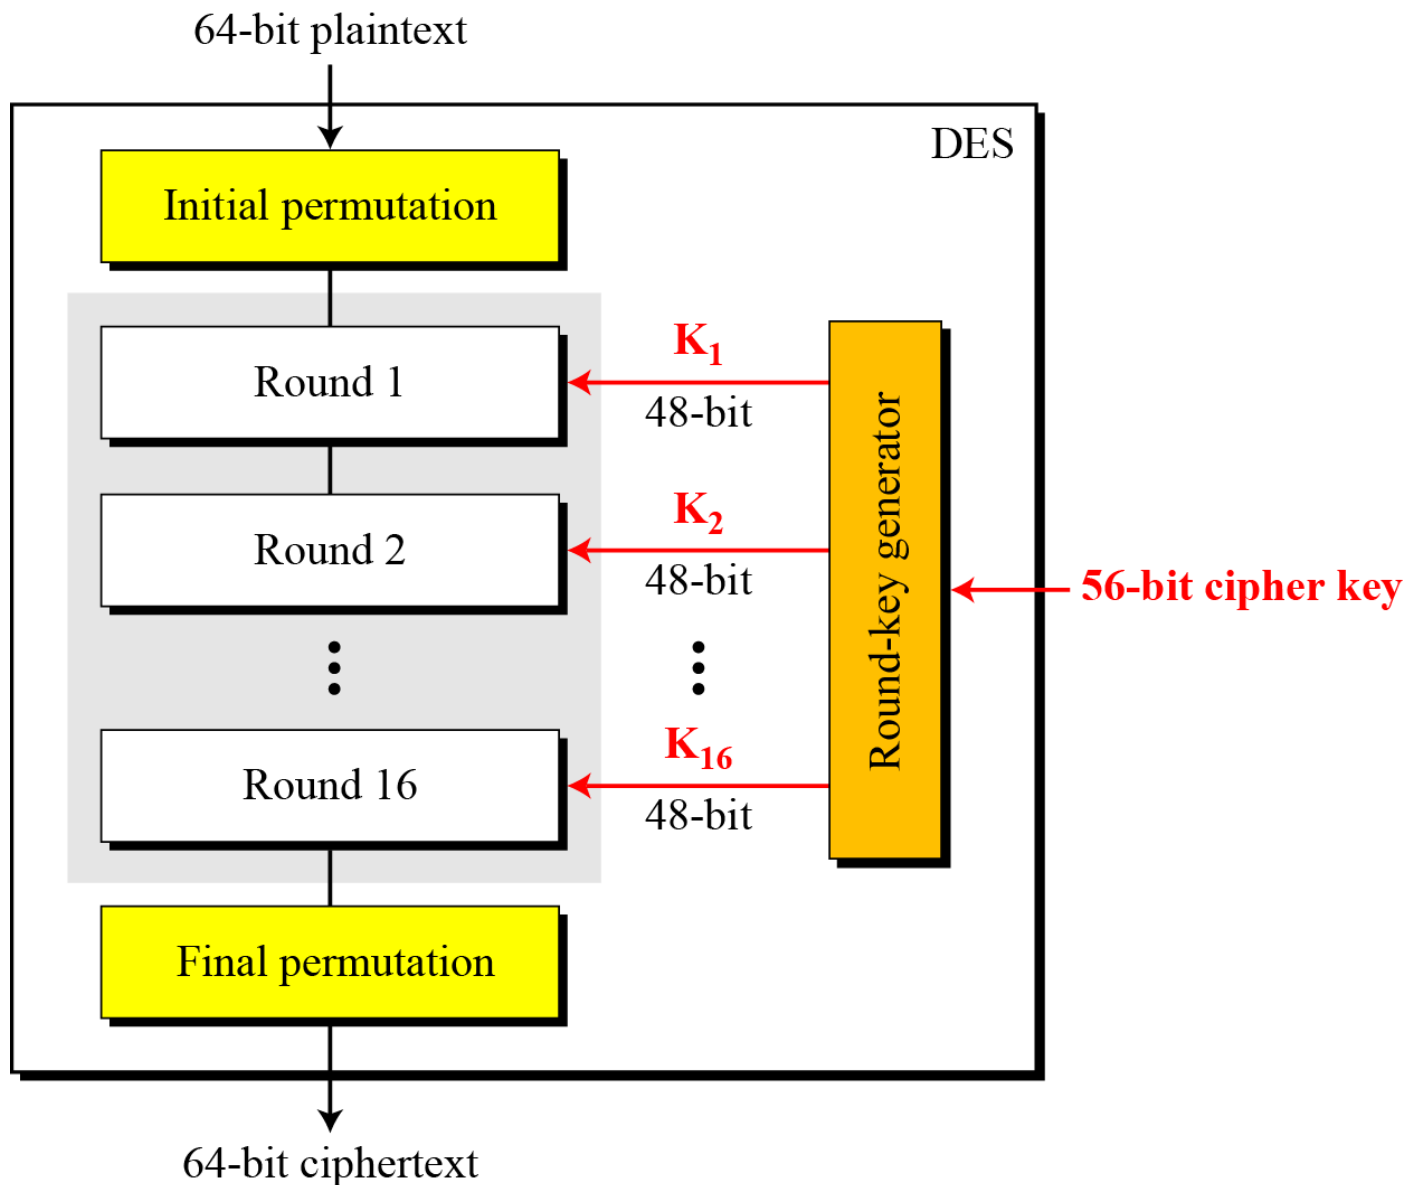 64-bit plaintext
DES
Initial permutation
Round 1
K1
48-bit
Round 2
K2
48-bit
Round 16
K16
48-bit
Round-key generator
56-bit cipher key
Final permutation
64-bit ciphertext